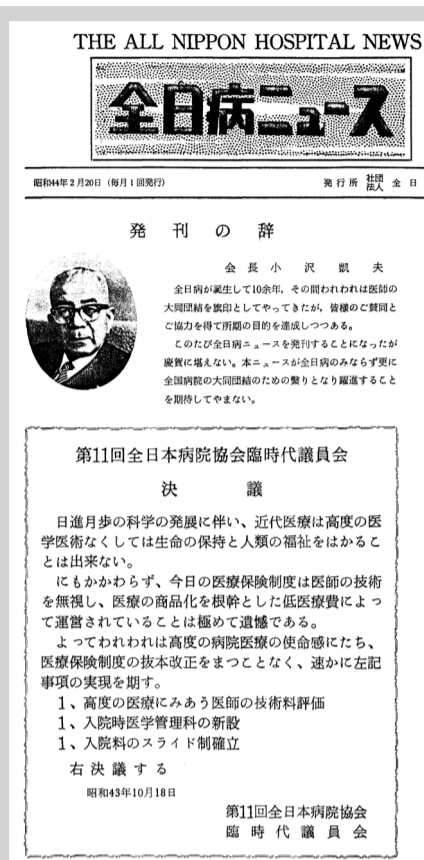 THE ALL NIPPON HOSPITAL NEWS
全日病ニュース
昭和44年2月20日（毎月1回発行）
発行所 社団法人 全日
発刊の辞
会長 小沢凱夫
全日病が誕生して10余年，その間われわれは医師の
大同団結を旗印としてやってきたが，皆様のご賛同と
ご協力を得て所期の目的を達成しつつある。
このたび全日病ニュースを発刊することになったが
慶賀に堪えない。本ニュースが全日病のみならず更に
全国病院の大同団結のための繫りとなり躍進すること
を期待してやまない。
第11回全日本病院協会臨時代議員会
決議
日進月歩の科学の発展に伴い、近代医療は高度の医
学医術なくしては生命の保持と人類の福祉をはかるこ
とは出来ない。
にもかかわらず、今日の医療保険制度は医師の技術
を無視し、医療の商品化を根幹とした低医療費によっ
て運営されていることは極めて遺憾である。
よってわれわれは高度の病院医療の使命感にたち、
医療保険制度の抜本改正をまつことなく、速かに左記
事項の実現を期す。
1、高度の医療にみあう医師の技術料評価
1、入院時医学管理科の新設
1、入院料のスライド制確立
右決議する
昭和43年10月18日
第11回全日本病院協会
臨時代議員会